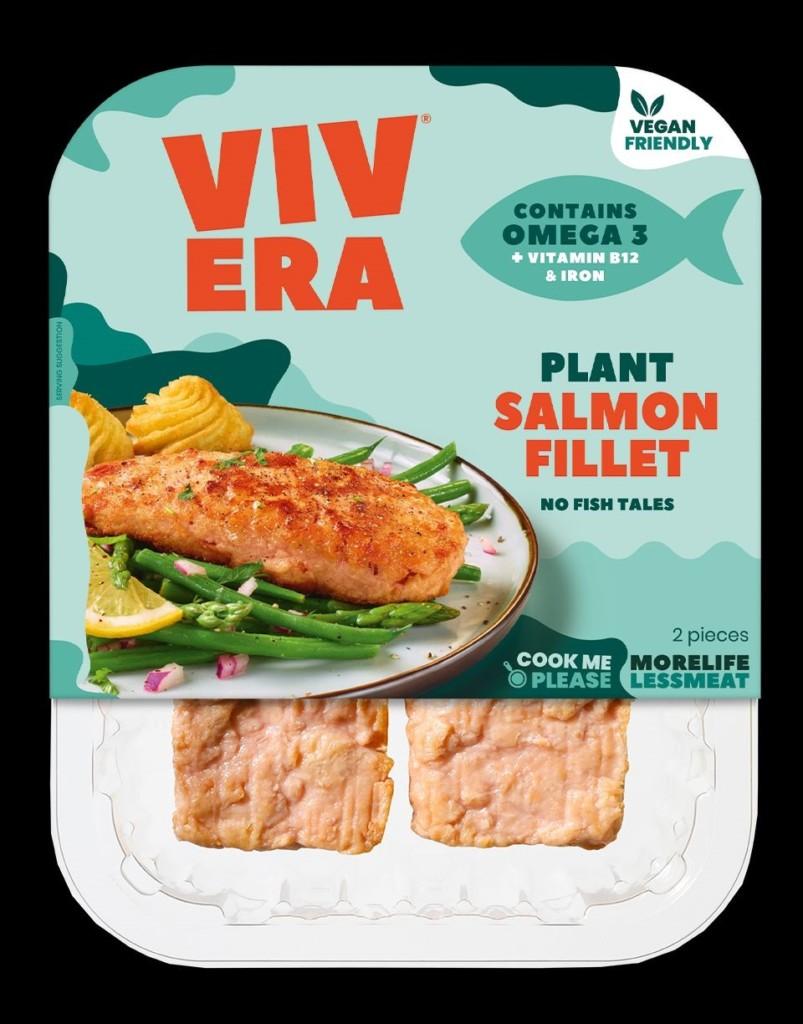 VIV
ERA®
VEGAN
FRIENDLY
CONTAINS
OMEGA 3
+ VITAMIN B12
& IRON
SERVING SUGGESTION
PLANT
SALMON
FILLET
NO FISH TALES
2 pieces
COOK ME
PLEASE
MORELIFE
LESSMEAT